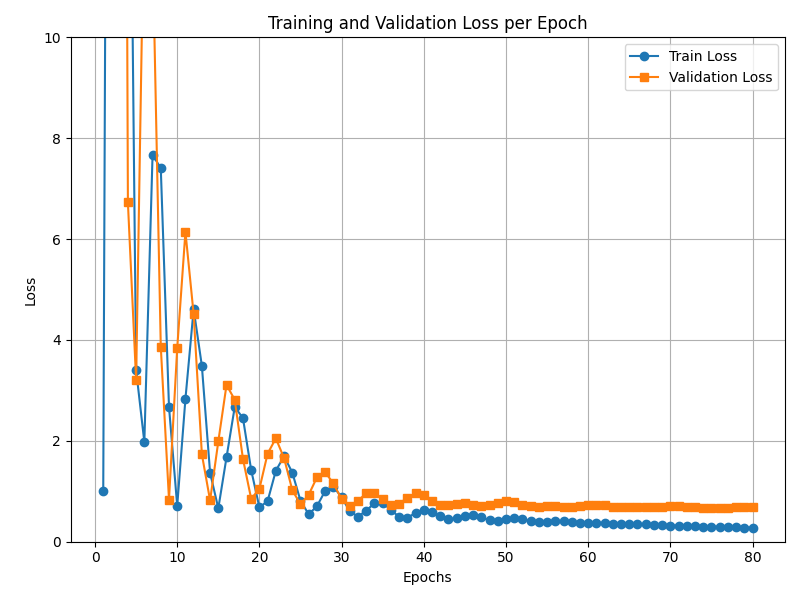 Training and Validation Loss per Epoch
Train Loss
Validation Loss
Loss
10
8
6
4
2
0
0 10 20 30 40 50 60 70 80
Epochs